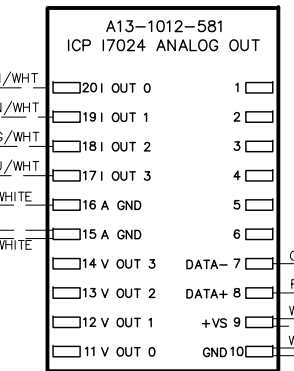 A13-1012-581
ICP I7024 ANALOG OUT
/WHT 20 I OUT 0 1
/WHT 19 I OUT 1 2
/WHT 18 I OUT 2 3
/WHT 17 I OUT 3 4
WHITE 16 A GND 5
WHITE 15 A GND 6
14 V OUT 3 DATA- 7
13 V OUT 2 DATA+ 8
12 V OUT 1 +VS 9
11 V OUT 0 GND 10